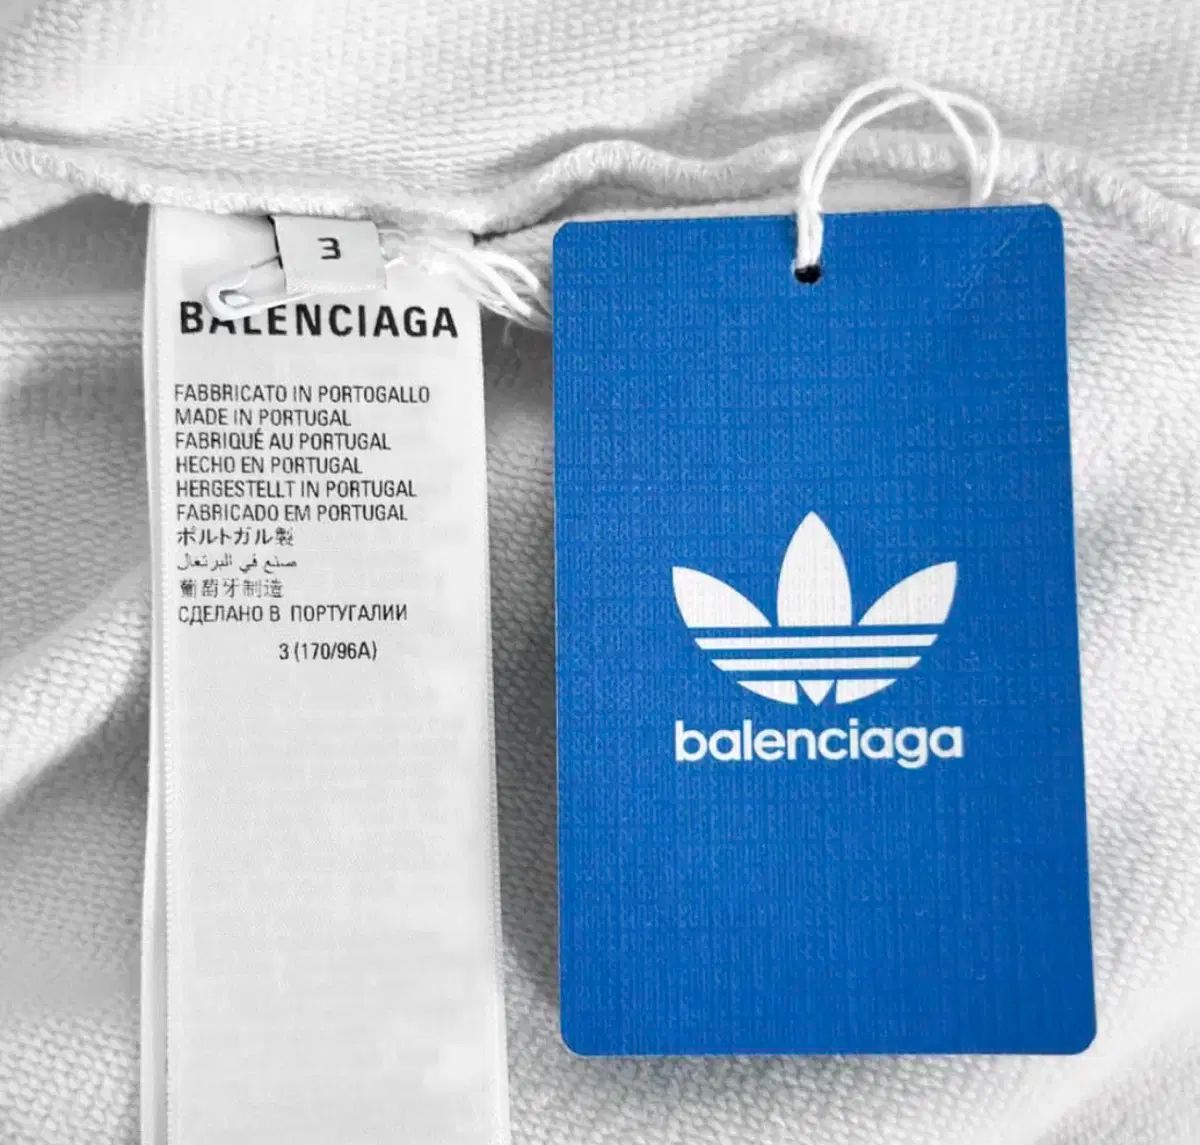 3
BALENCIAGA
FABBRICATO IN PORTOGALLO
MADE IN PORTUGAL
FABRIQUÉ AU PORTUGAL
HECHO EN PORTUGAL
HERGESTELLT IN PORTUGAL
FABRICADO EM PORTUGAL
ポルトガル製
صنع في البرتغال
葡萄牙制造
СДЕЛАНО В ПОРТУГАЛИИ
3 (170/96A)
balenciaga